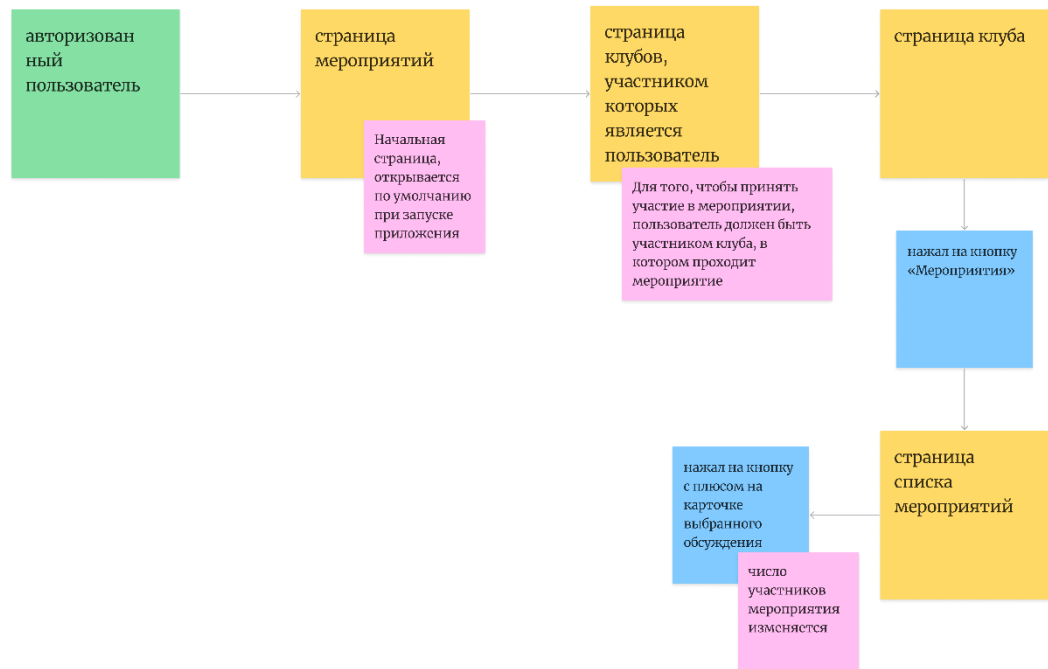 авторизован
ный
пользователь
страница
мероприятий
Начальная
страница,
открывается
по умолчанию
при запуске
приложения
страница
клубов,
участником
которых
является
пользователь
Для того, чтобы принять
участие в мероприятии,
пользователь должен быть
участником клуба, в
котором проходит
мероприятие
страница клуба
нажал на кнопку
«Мероприятия»
страница
списка
мероприятий
нажал на кнопку
с плюсом на
карточке
выбранного
обсуждения
число
участников
мероприятия
изменяется